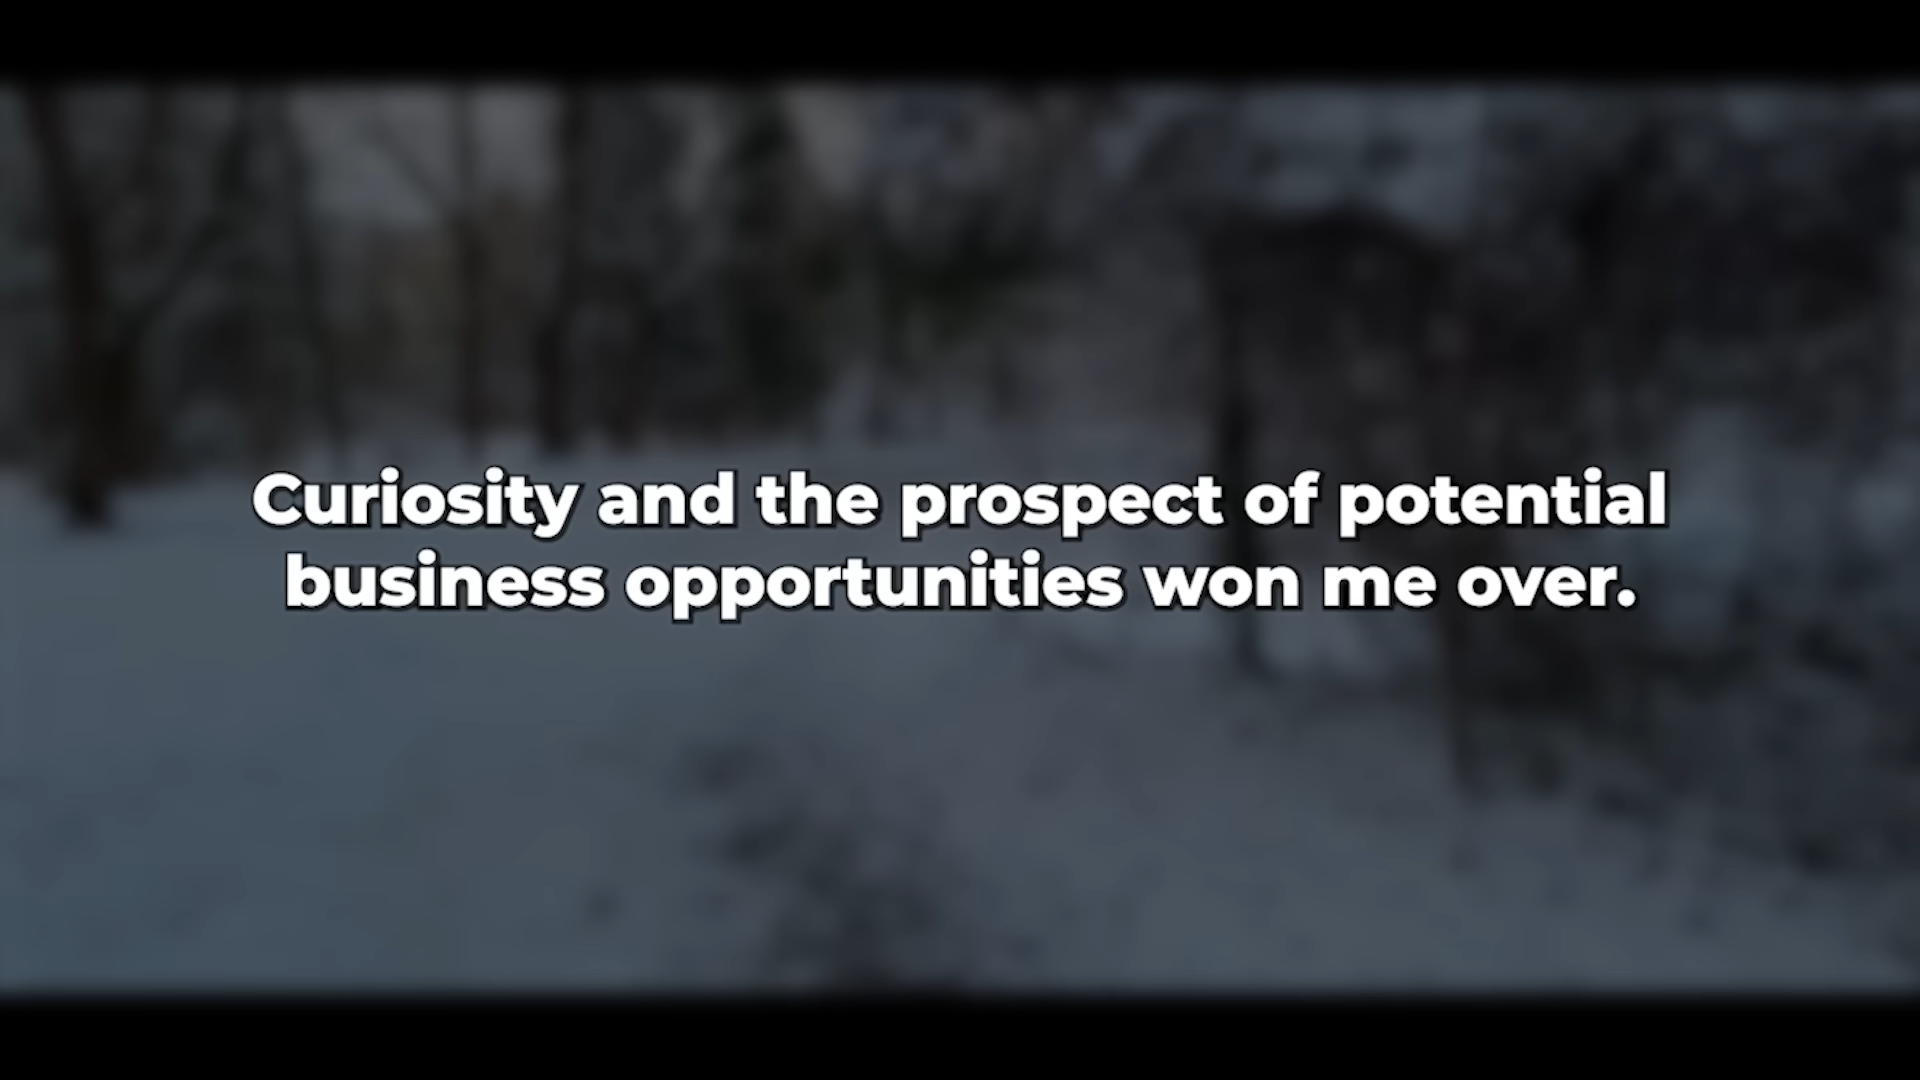 Curiosity and the prospect of potential
business opportunities won me over.